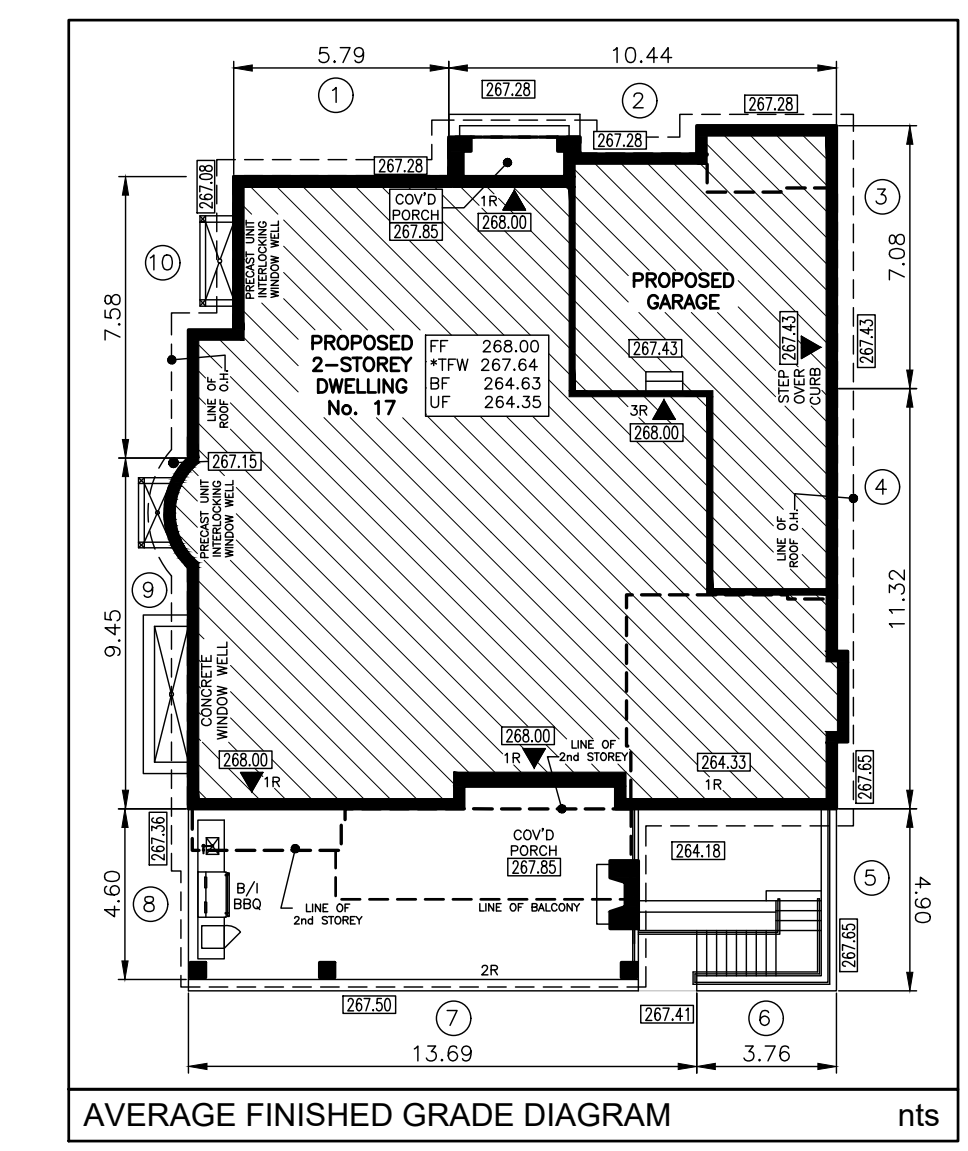 5.79
10.44
1
267.28
2
267.28
267.28
267.28
267.08
3
COV'D
PORCH
267.85
1R
268.00
10
PRECAST UNIT
INTERLOCKING
WINDOW WELL
7.08
7.58
PROPOSED
GARAGE
PROPOSED
2-STOREY
DWELLING
No. 17
FF 268.00
*TFW 267.64
BF 264.63
UF 264.35
267.43
STEP
OVER
CURB
267.43
267.43
LINE OF
ROOF O.H.
3R
268.00
267.15
PRECAST UNIT
INTERLOCKING
WINDOW WELL
4
LINE OF
ROOF O.H.
9
9.45
11.32
CONCRETE
WINDOW WELL
268.00
1R
268.00
1R
LINE OF
2nd STOREY
264.33
1R
267.65
267.36
COV'D
PORCH
267.85
264.18
5
4.60
8
B/I
BBQ
LINE OF
2nd STOREY
LINE OF BALCONY
4.90
267.65
2R
267.50
7
267.41
6
13.69
3.76
AVERAGE FINISHED GRADE DIAGRAM nts